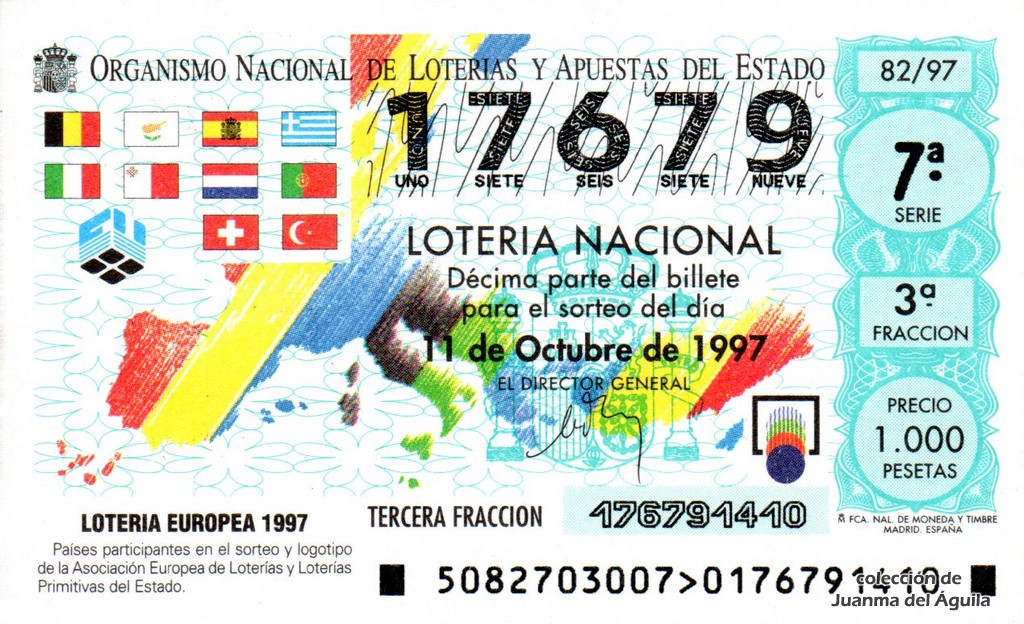 ORGANISMO NACIONAL DE LOTERIAS Y APUESTAS DEL ESTADO
82/97
17679
UNO SIETE SEIS SIETE NUEVE
7ª
SERIE
LOTERIA NACIONAL
Décima parte del billete
para el sorteo del día
11 de Octubre de 1997
EL DIRECTOR GENERAL
3ª
FRACCION
PRECIO
1.000
PESETAS
LOTERIA EUROPEA 1997
Países participantes en el sorteo y logotipo
de la Asociación Europea de Loterías y Loterías
Primitivas del Estado.
TERCERA FRACCION
176791410
FCA. NAL. DE MONEDA Y TIMBRE
MADRID. ESPAÑA
5082703007>0176791410
colección de
Juanma del Águila